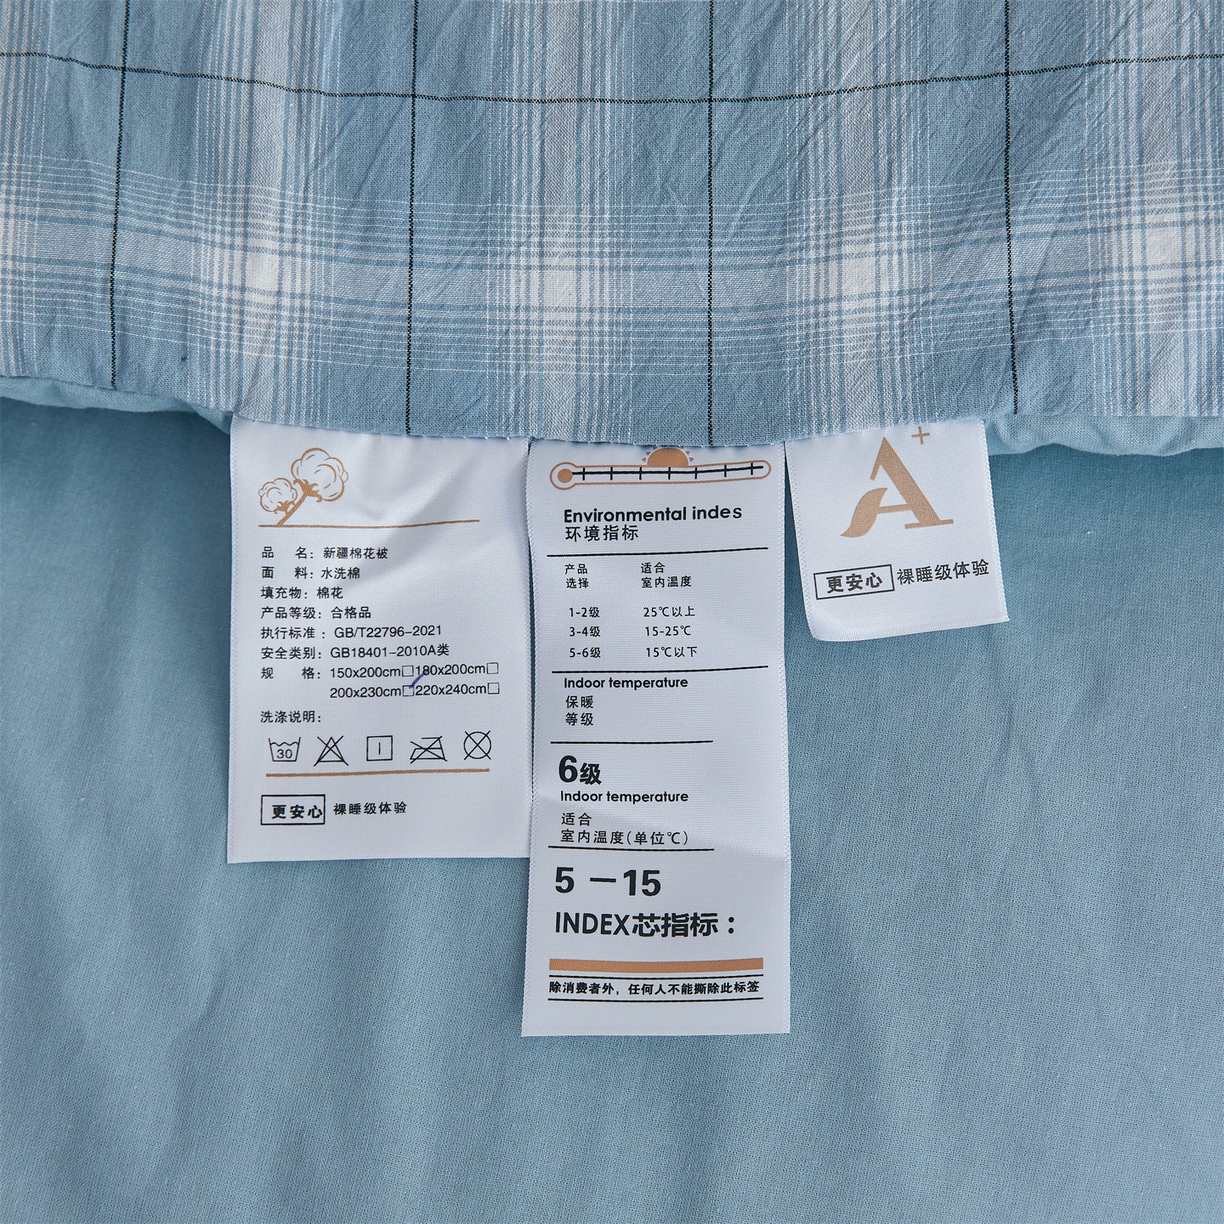 品 名：新疆棉花被
面 料：水洗棉
填充物：棉花
产品等级：合格品
执行标准：GB/T22796-2021
安全类别：GB18401-2010A类
规 格：150x200cm□180x200cm□
200x230cm□220x240cm□
洗涤说明：
30
更安心 裸睡级体验
Environmental indes
环境指标
产品 适合
选择 室内温度
1-2级 25℃以上
3-4级 15-25℃
5-6级 15℃以下
Indoor temperature
保暖
等级
6级
Indoor temperature
适合
室内温度(单位℃)
5 —15
INDEX芯指标：
除消费者外，任何人不能撕除此标签
A+
更安心 裸睡级体验